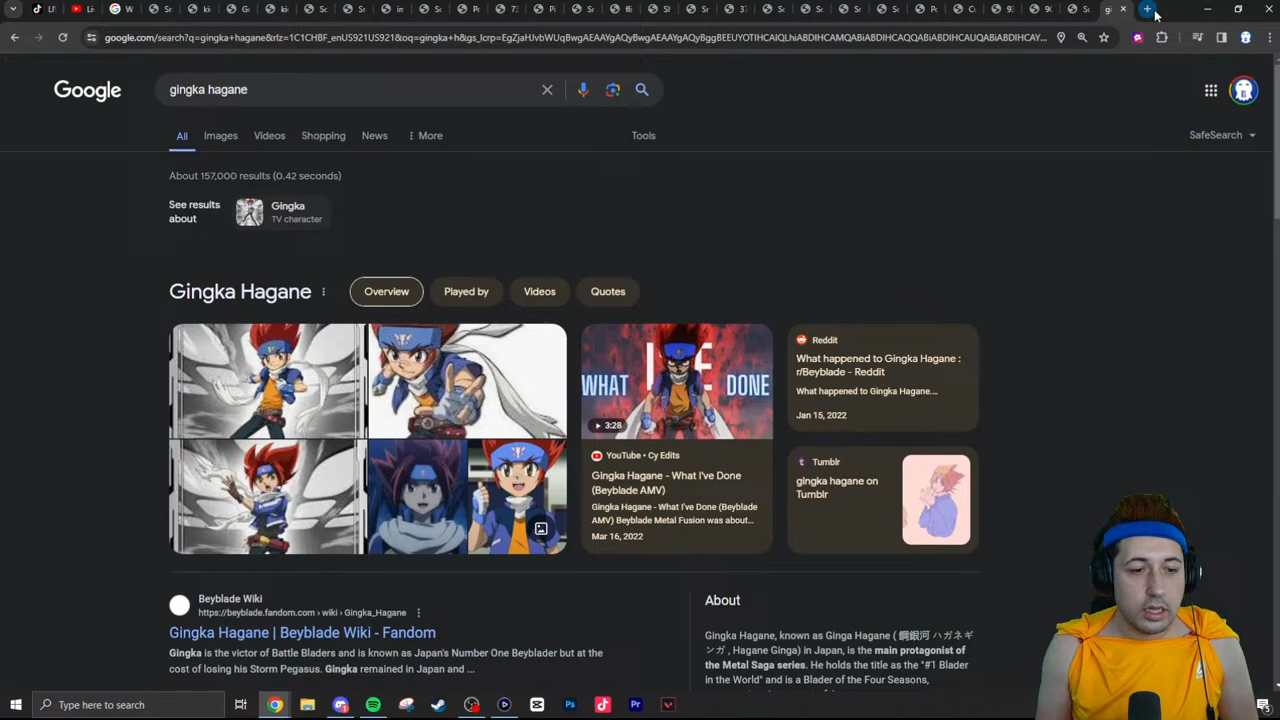 google.com/search?q=gingka+hagane&rlz=1C1CHBF_enUS921US921&oq=gingka+h&gs_lcrp=EgZjaHJvbWUqBwgAEAAYgAQyBwgAEAAYgAQyBggBEEUYOTIHCAIQLhiABDIHCAMQABiABDIHCAQQABiABDIHCAUQABiABDIHCAYQABiABDIHCAY...
Google
gingka hagane
All
Images
Videos
Shopping
News
More
Tools
SafeSearch
About 157,000 results (0.42 seconds)
See results
about
Gingka
TV character
Gingka Hagane
Overview
Played by
Videos
Quotes
WHAT
DONE
3:28
YouTube • Cy Edits
Gingka Hagane - What I've Done
(Beyblade AMV)
Gingka Hagane - What I've Done (Beyblade
AMV) Beyblade Metal Fusion was about...
Mar 16, 2022
Reddit
What happened to Gingka Hagane :
r/Beyblade - Reddit
What happened to Gingka Hagane...
Jan 15, 2022
Tumblr
gingka hagane on
Tumblr
Beyblade Wiki
https://beyblade.fandom.com › wiki › Gingka_Hagane
Gingka Hagane | Beyblade Wiki - Fandom
Gingka is the victor of Battle Bladers and is known as Japan's Number One Beyblader but at the
cost of losing his Storm Pegasus. Gingka remained in Japan and ...
About
Gingka Hagane, known as Ginga Hagane ( 鋼銀河 ハガネギ
ンガ , Hagane Ginga) in Japan, is the main protagonist of
the Metal Saga series. He holds the title as the "#1 Blader
in the World" and is a Blader of the Four Seasons,
Type here to search